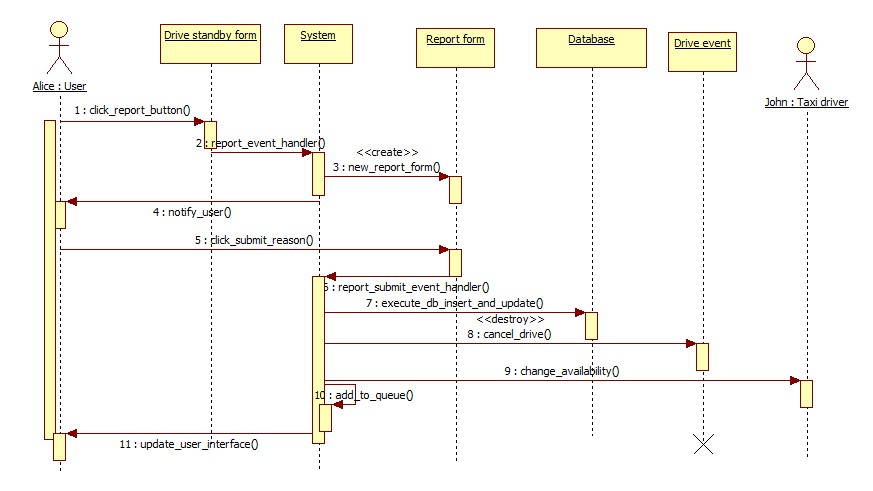 Drive standby form
System
Report form
Database
Drive event
Alice : User
John : Taxi driver
1 : click_report_button()
2 : report_event_handler()
<<create>>
3 : new_report_form()
4 : notify_user()
5 : click_submit_reason()
6 : report_submit_event_handler()
7 : execute_db_insert_and_update()
<<destroy>>
8 : cancel_drive()
9 : change_availability()
10 : add_to_queue()
11 : update_user_interface()